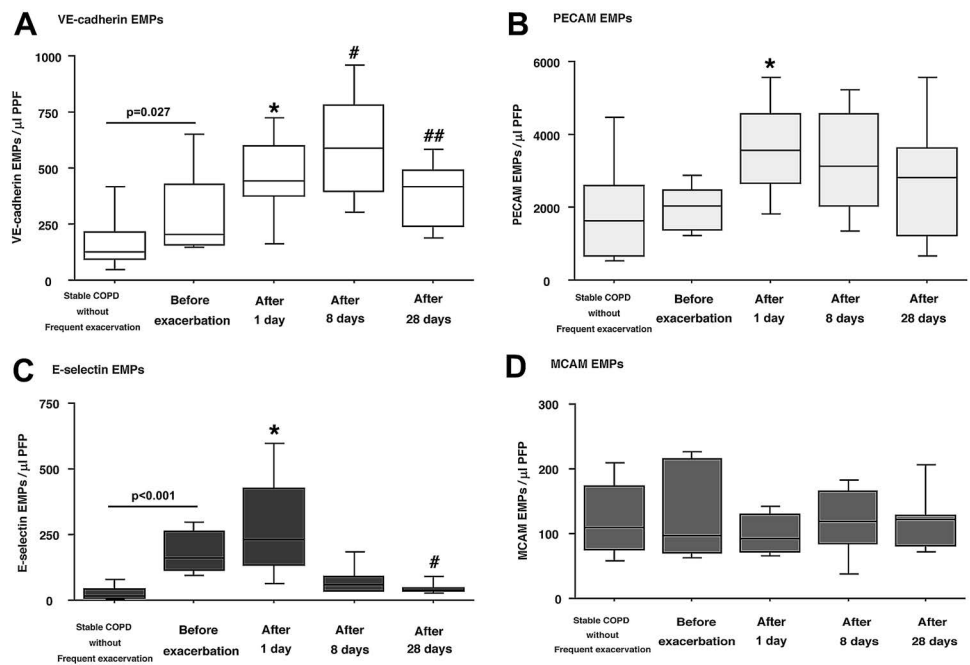 A VE-cadherin EMPs
VE-cadherin EMPs/µl PPF
1000
750
500
250
0
p=0.027
*
#
##
Stable COPD
without
Frequent exacervation
Before
exacerbation
After
1 day
After
8 days
After
28 days
B PECAM EMPs
PECAM EMPs/µl PFP
6000
4000
2000
0
*
Stable COPD
without
Frequent exacervation
Before
exacerbation
After
1 day
After
8 days
After
28 days
C E-selectin EMPs
E-selectin EMPs/µl PFP
750
500
250
0
p<0.001
*
#
Stable COPD
without
Frequent exacervation
Before
exacerbation
After
1 day
After
8 days
After
28 days
D MCAM EMPs
MCAM EMPs/µl PFP
300
200
100
0
Stable COPD
without
Frequent exacervation
Before
exacerbation
After
1 day
After
8 days
After
28 days